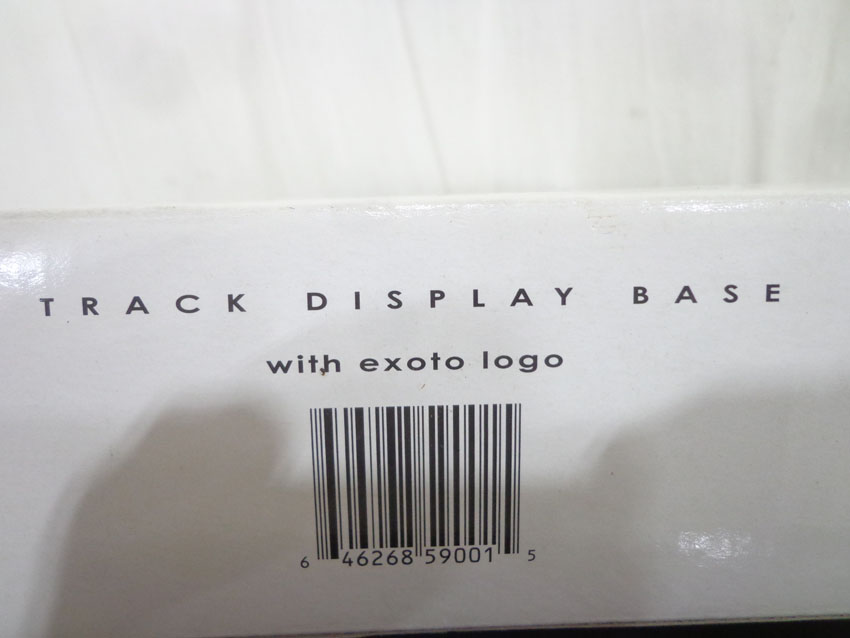 TRACK DISPLAY BASE
with exoto logo
6 46268 59001 5